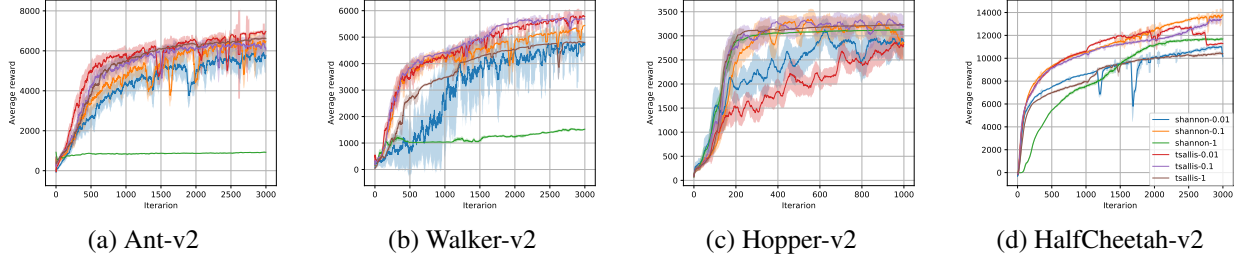 8000
6000
4000
2000
0
Average reward
0 500 1000 1500 2000 2500 3000
Iterarion
(a) Ant-v2
6000
5000
4000
3000
2000
1000
0
Average reward
0 500 1000 1500 2000 2500 3000
Iterarion
(b) Walker-v2
3500
3000
2500
2000
1500
1000
500
0
Average reward
0 200 400 600 800 1000
Iterarion
(c) Hopper-v2
14000
12000
10000
8000
6000
4000
2000
0
Average reward
shannon-0.01
shannon-0.1
shannon-1
tsallis-0.01
tsallis-0.1
tsallis-1
0 500 1000 1500 2000 2500 3000
Iterarion
(d) HalfCheetah-v2